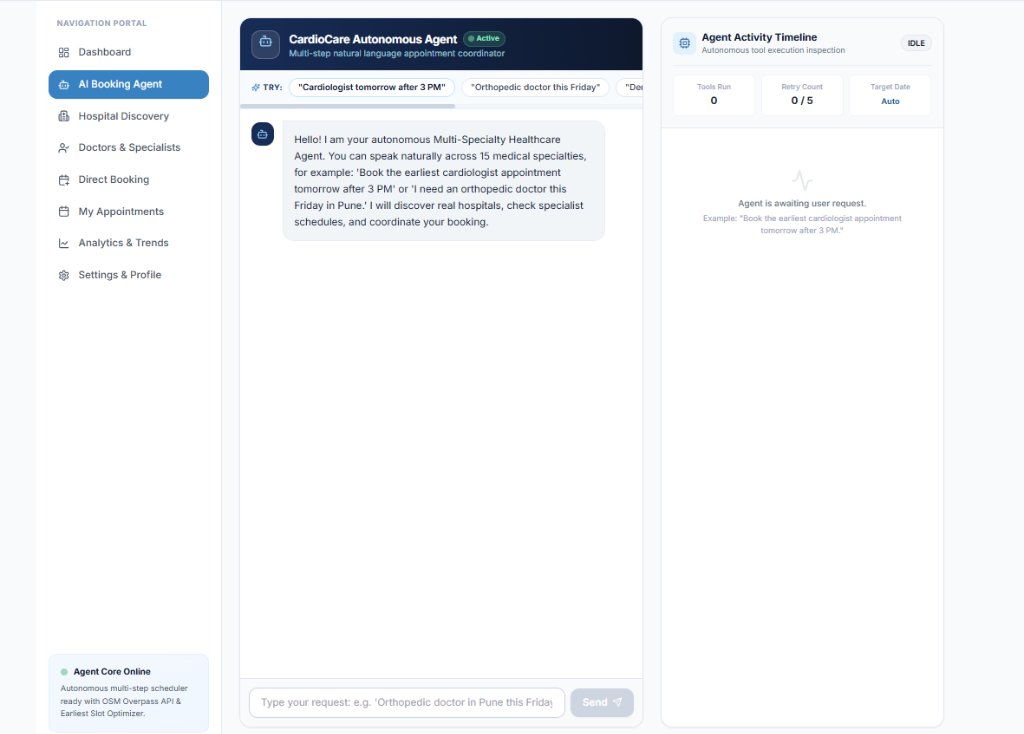 NAVIGATION PORTAL
Dashboard
AI Booking Agent
Hospital Discovery
Doctors & Specialists
Direct Booking
My Appointments
Analytics & Trends
Settings & Profile
Agent Core Online
Autonomous multi-step scheduler
ready with OSM Overpass API &
Earliest Slot Optimizer.
CardioCare Autonomous Agent
Active
Multi-step natural language appointment coordinator
TRY:
"Cardiologist tomorrow after 3 PM"
"Orthopedic doctor this Friday"
Hello! I am your autonomous Multi-Specialty Healthcare
Agent. You can speak naturally across 15 medical specialties,
for example: 'Book the earliest cardiologist appointment
tomorrow after 3 PM' or 'I need an orthopedic doctor this
Friday in Pune.' I will discover real hospitals, check specialist
schedules, and coordinate your booking.
Type your request: e.g. 'Orthopedic doctor in Pune this Friday
Send
Agent Activity Timeline
Autonomous tool execution inspection
IDLE
Tools Run
0
Retry Count
0 / 5
Target Date
Auto
Agent is awaiting user request.
Example: "Book the earliest cardiologist appointment
tomorrow after 3 PM."